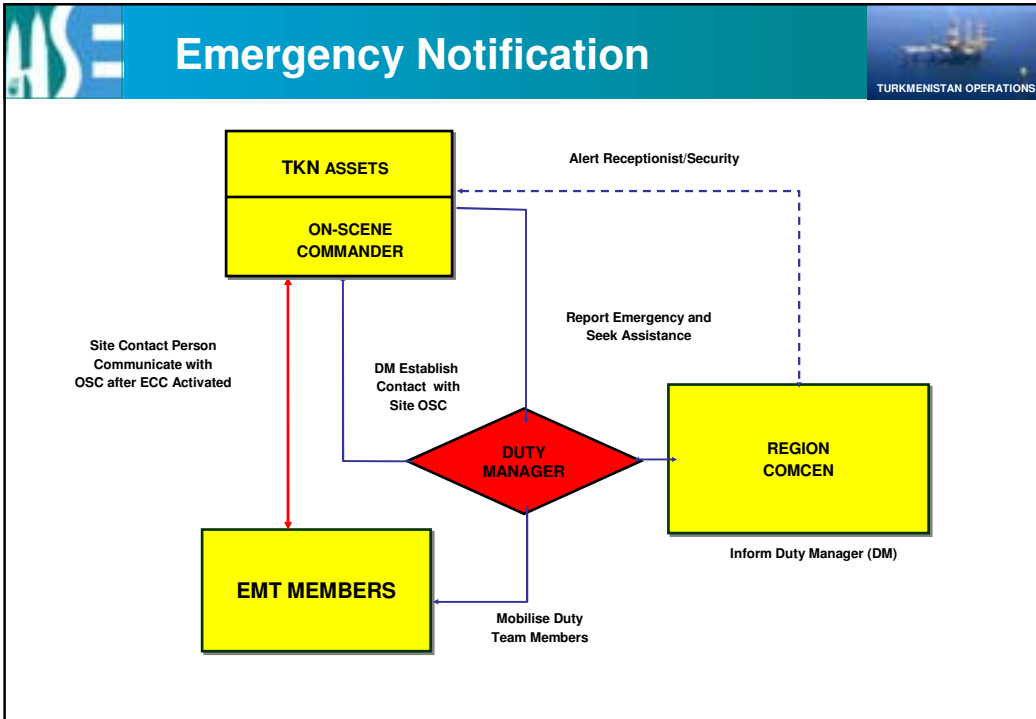 HSE
Emergency Notification
TURKMENISTAN OPERATIONS
TKN ASSETS
ON-SCENE
COMMANDER
Alert Receptionist/Security
Report Emergency and
Seek Assistance
Site Contact Person
Communicate with
OSC after ECC Activated
DM Establish
Contact with
Site OSC
DUTY
MANAGER
REGION
COMCEN
Inform Duty Manager (DM)
EMT MEMBERS
Mobilise Duty
Team Members